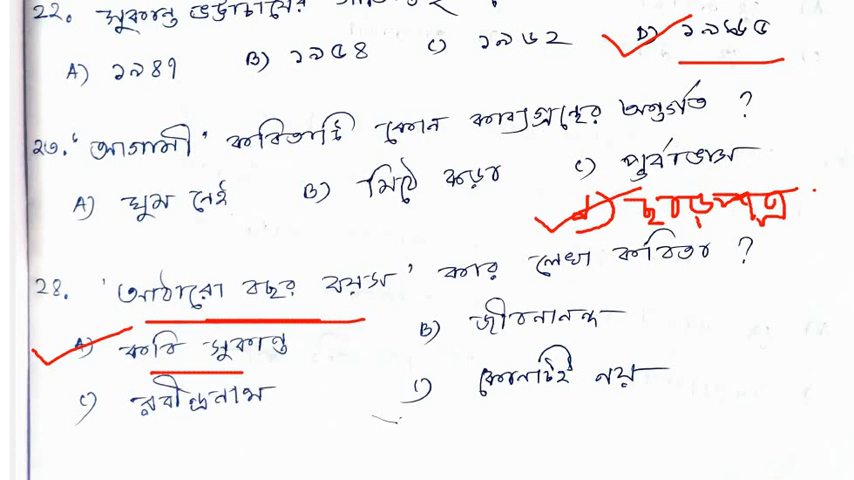 ২২. সুকান্ত ভট্টাচার্যের
A) ১৯৪৭ B) ১৯৫৪ C) ১৯৬২ D)
২৩. 'আগামী' কবিতাটি কোন কাব্যগ্রন্থের অন্তর্গত ?
A) ঘুম নেই B) মিঠে কড়া C) পূর্বাভাস
d) ছাড়পত্র
২৪. 'আঠারো বছর বয়স' কার লেখা কবিতা ?
A) কবি সুকান্ত B) জীবনানন্দ
C) রবীন্দ্রনাথ D) কোনোটিই নয়